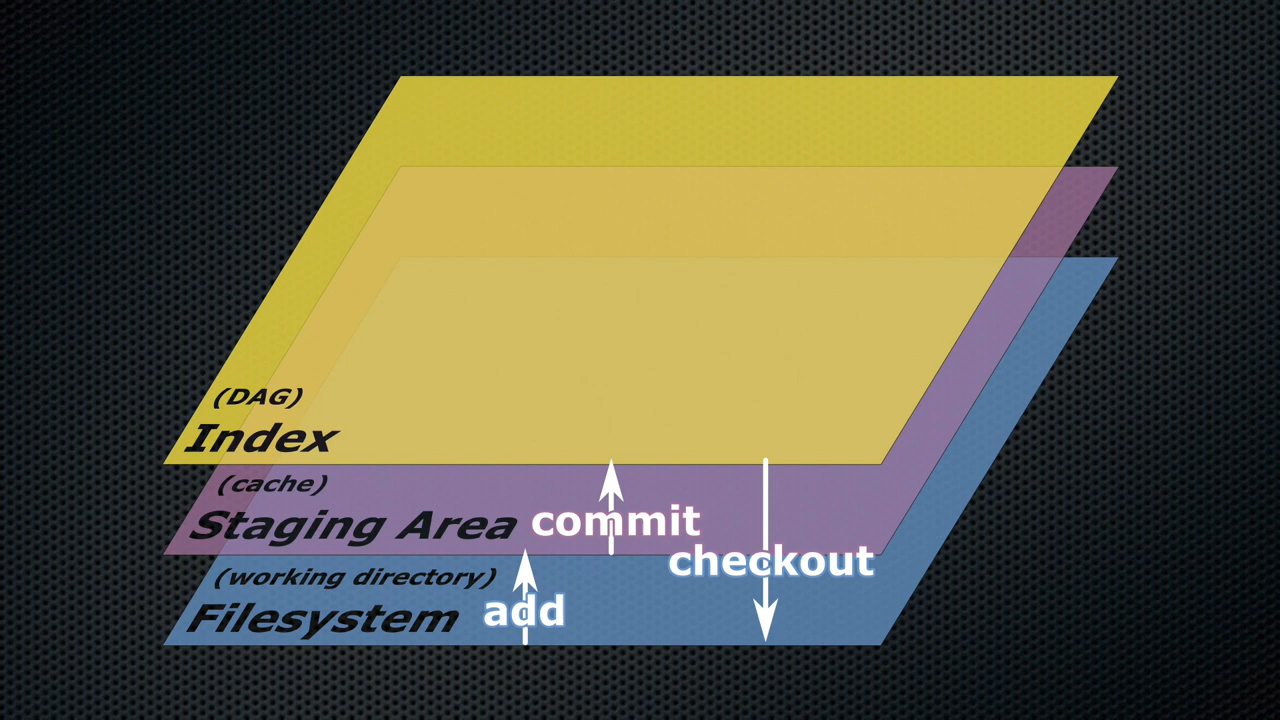 (DAG)
Index
(cache)
Staging Area
commit
checkout
(working directory)
Filesystem
add